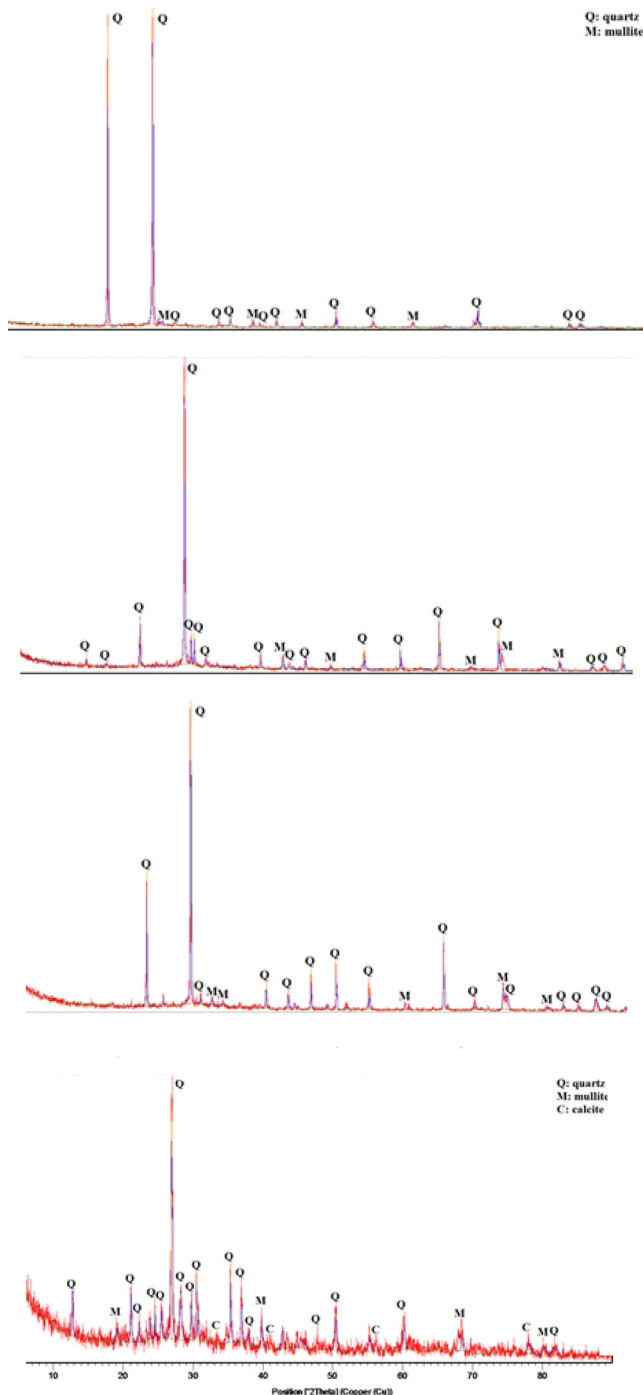 Q: quartz
M: mullite
Q Q
M Q Q Q M Q Q M Q Q M Q Q Q
Q
Q Q Q Q Q Q Q M Q Q M Q Q Q M Q M M Q Q Q
Q
Q Q M M Q Q Q Q Q M Q Q M Q M Q Q Q Q
Q: quartz
M: mullite
C: calcite
Q
Q M Q Q Q Q Q Q Q Q C Q Q M C Q Q C Q M C M Q
10 20 30 40 50 60 70 80
Position [°2Theta] (Copper (Cu))